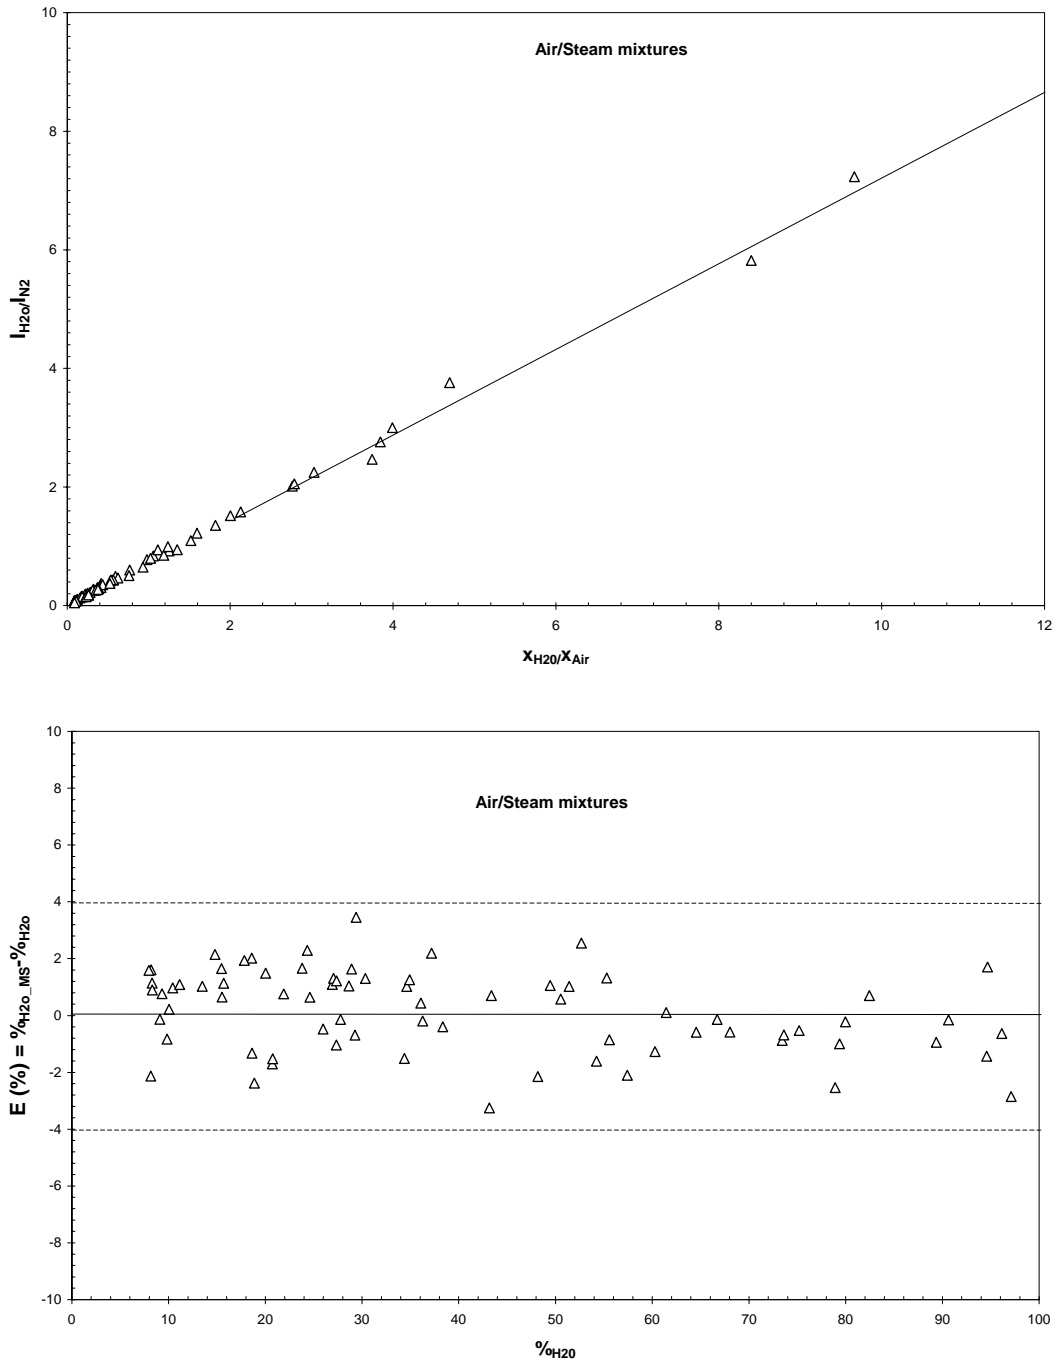 10
Air/Steam mixtures
8
6
I_H2o/I_N2
4
2
0
0 2 4 6 8 10 12
x_H20/x_Air
10
8
Air/Steam mixtures
6
4
2
E (%) = %_H2o_MS-%_H2o
0
-2
-4
-6
-8
-10
0 10 20 30 40 50 60 70 80 90 100
%_H20